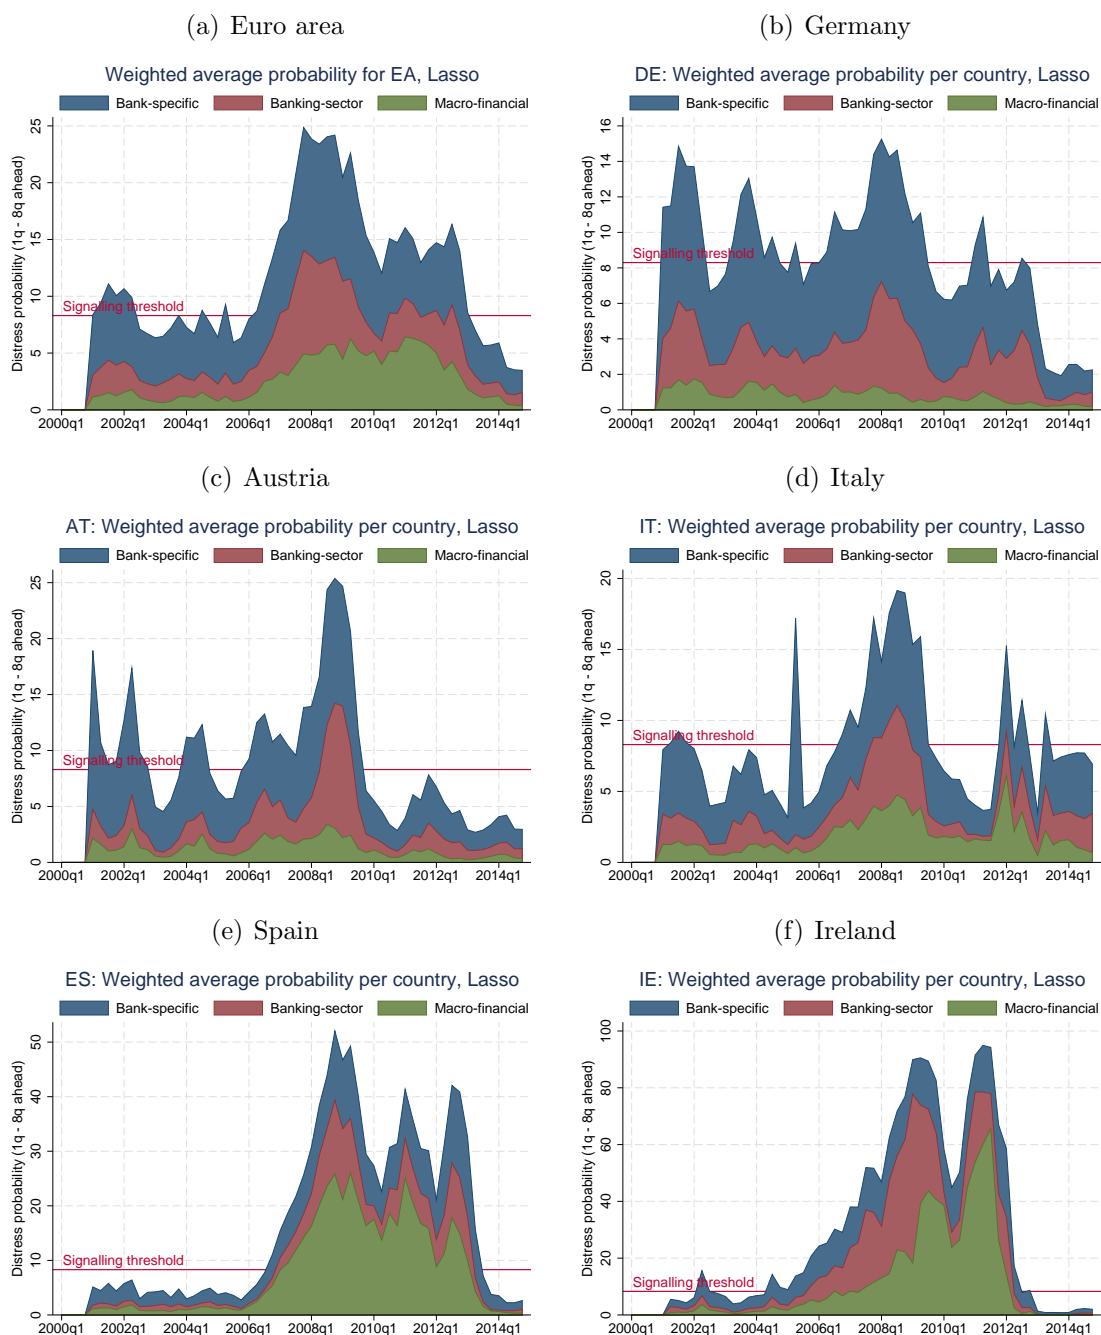 (a) Euro area
Weighted average probability for EA, Lasso
Bank-specific Banking-sector Macro-financial
Distress probability (1q - 8q ahead)
25
20
15
10
5
0
Signalling threshold
2000q1 2002q1 2004q1 2006q1 2008q1 2010q1 2012q1 2014q1
(b) Germany
DE: Weighted average probability per country, Lasso
Bank-specific Banking-sector Macro-financial
Distress probability (1q - 8q ahead)
16
14
12
10
8
6
4
2
0
Signalling threshold
2000q1 2002q1 2004q1 2006q1 2008q1 2010q1 2012q1 2014q1
(c) Austria
AT: Weighted average probability per country, Lasso
Bank-specific Banking-sector Macro-financial
Distress probability (1q - 8q ahead)
25
20
15
10
5
0
Signalling threshold
2000q1 2002q1 2004q1 2006q1 2008q1 2010q1 2012q1 2014q1
(d) Italy
IT: Weighted average probability per country, Lasso
Bank-specific Banking-sector Macro-financial
Distress probability (1q - 8q ahead)
20
15
10
5
0
Signalling threshold
2000q1 2002q1 2004q1 2006q1 2008q1 2010q1 2012q1 2014q1
(e) Spain
ES: Weighted average probability per country, Lasso
Bank-specific Banking-sector Macro-financial
Distress probability (1q - 8q ahead)
50
40
30
20
10
0
Signalling threshold
2000q1 2002q1 2004q1 2006q1 2008q1 2010q1 2012q1 2014q1
(f) Ireland
IE: Weighted average probability per country, Lasso
Bank-specific Banking-sector Macro-financial
Distress probability (1q - 8q ahead)
100
80
60
40
20
0
Signalling threshold
2000q1 2002q1 2004q1 2006q1 2008q1 2010q1 2012q1 2014q1